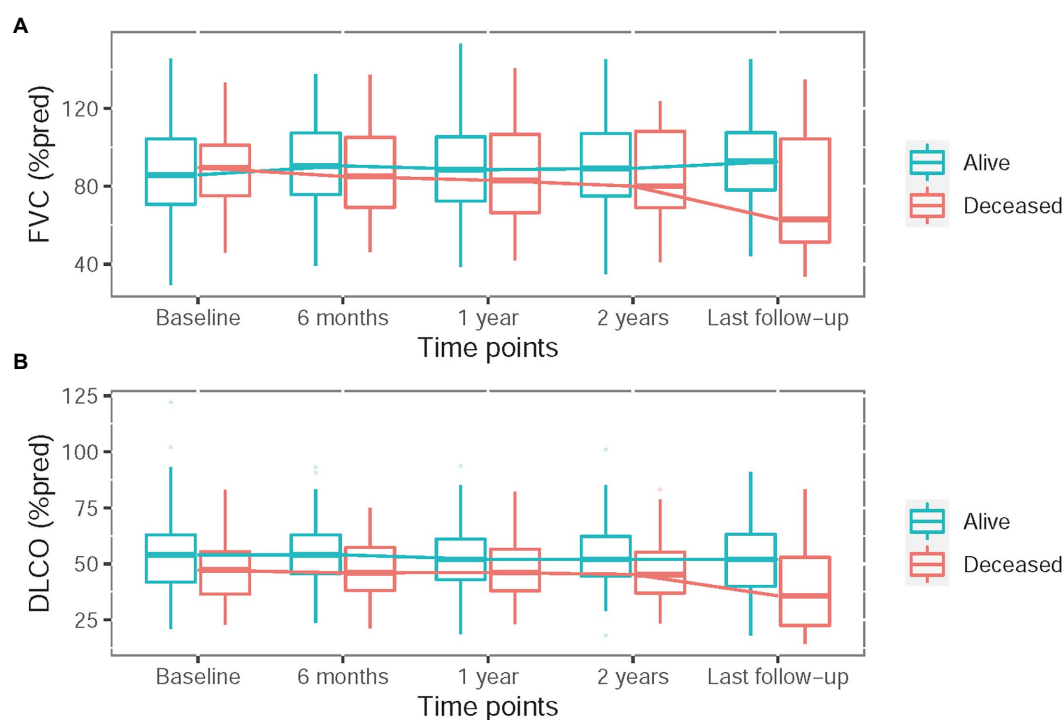 A
FVC (%pred)
120
80
40
Baseline 6 months 1 year 2 years Last follow–up
Time points
Alive
Deceased
B
DLCO (%pred)
125
100
75
50
25
Baseline 6 months 1 year 2 years Last follow–up
Time points
Alive
Deceased